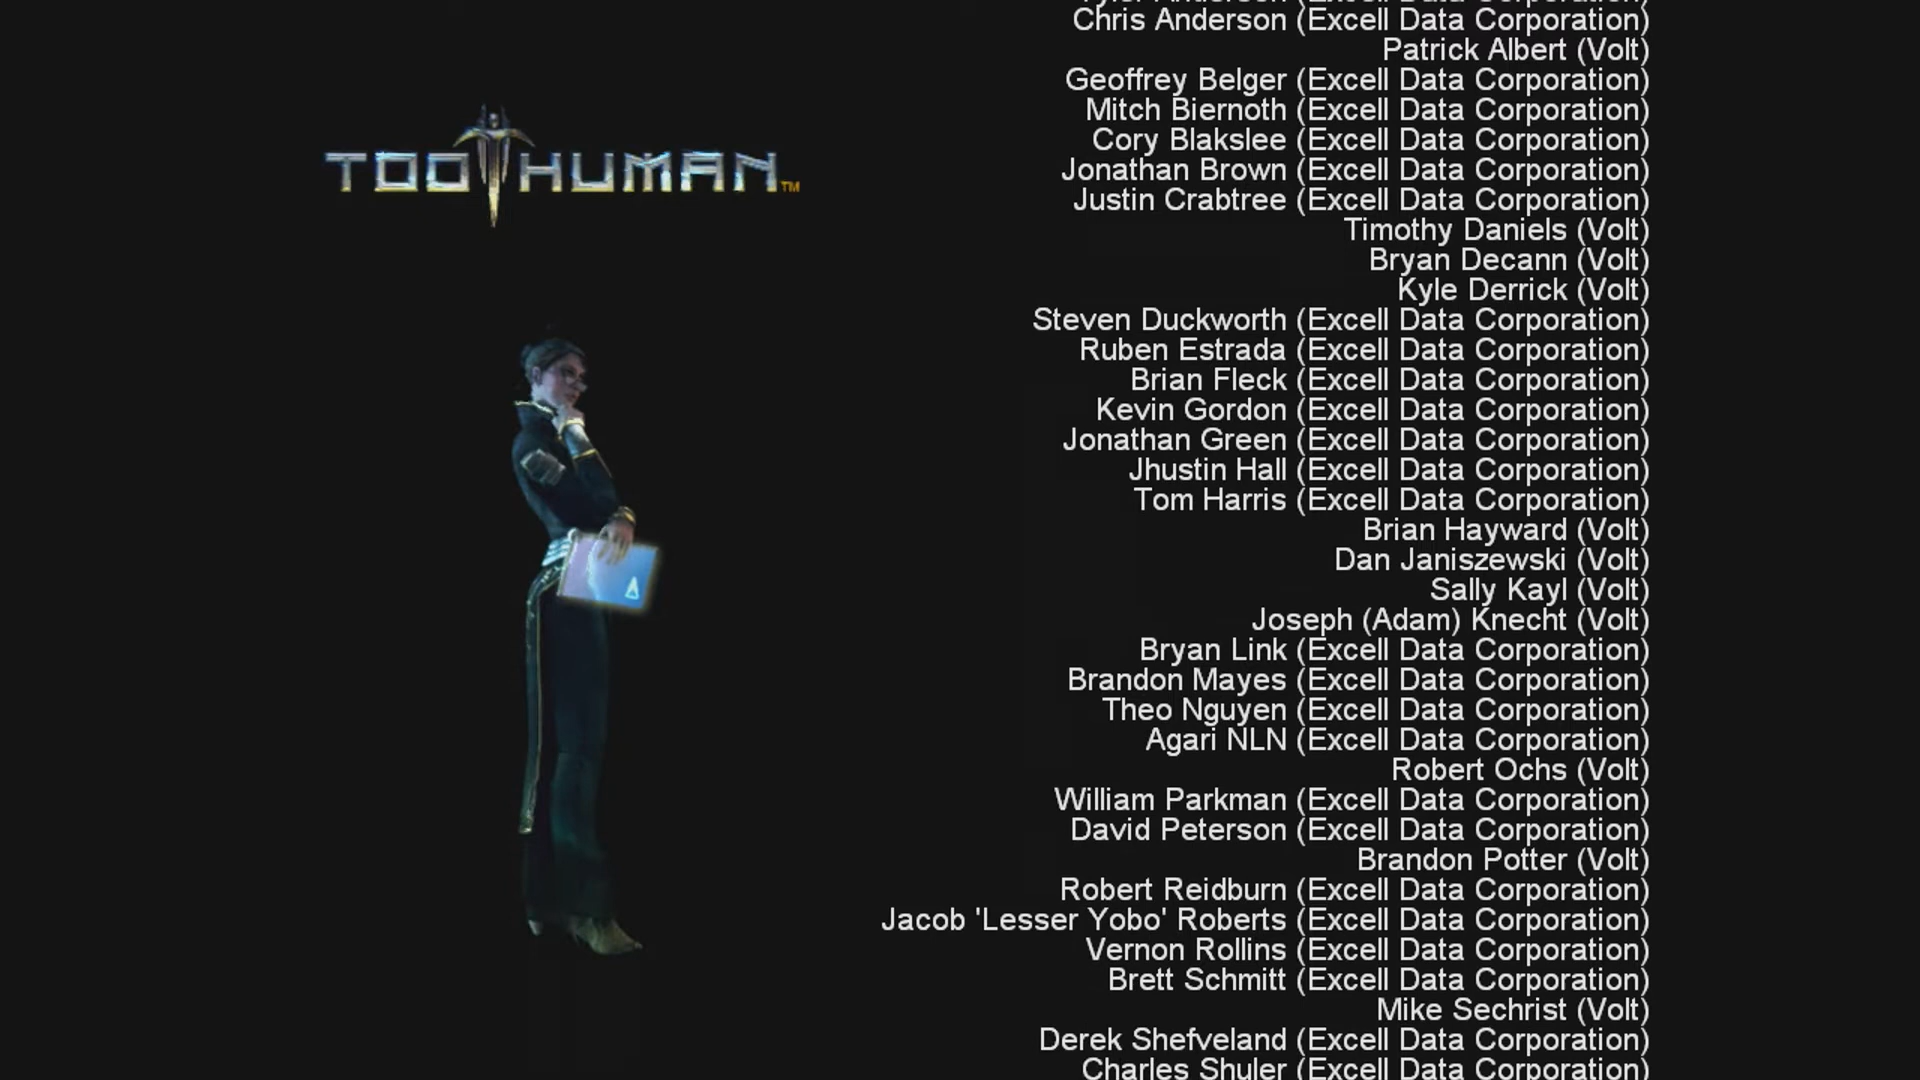 TOO HUMAN™
Anderson (Excell Data Corporation)
Chris Anderson (Excell Data Corporation)
Patrick Albert (Volt)
Geoffrey Belger (Excell Data Corporation)
Mitch Biernoth (Excell Data Corporation)
Cory Blakslee (Excell Data Corporation)
Jonathan Brown (Excell Data Corporation)
Justin Crabtree (Excell Data Corporation)
Timothy Daniels (Volt)
Bryan Decann (Volt)
Kyle Derrick (Volt)
Steven Duckworth (Excell Data Corporation)
Ruben Estrada (Excell Data Corporation)
Brian Fleck (Excell Data Corporation)
Kevin Gordon (Excell Data Corporation)
Jonathan Green (Excell Data Corporation)
Jhustin Hall (Excell Data Corporation)
Tom Harris (Excell Data Corporation)
Brian Hayward (Volt)
Dan Janiszewski (Volt)
Sally Kayl (Volt)
Joseph (Adam) Knecht (Volt)
Bryan Link (Excell Data Corporation)
Brandon Mayes (Excell Data Corporation)
Theo Nguyen (Excell Data Corporation)
Agari NLN (Excell Data Corporation)
Robert Ochs (Volt)
William Parkman (Excell Data Corporation)
David Peterson (Excell Data Corporation)
Brandon Potter (Volt)
Robert Reidburn (Excell Data Corporation)
Jacob 'Lesser Yobo' Roberts (Excell Data Corporation)
Vernon Rollins (Excell Data Corporation)
Brett Schmitt (Excell Data Corporation)
Mike Sechrist (Volt)
Derek Shefveland (Excell Data Corporation)
Charles Shuler (Excell Data Corporation)